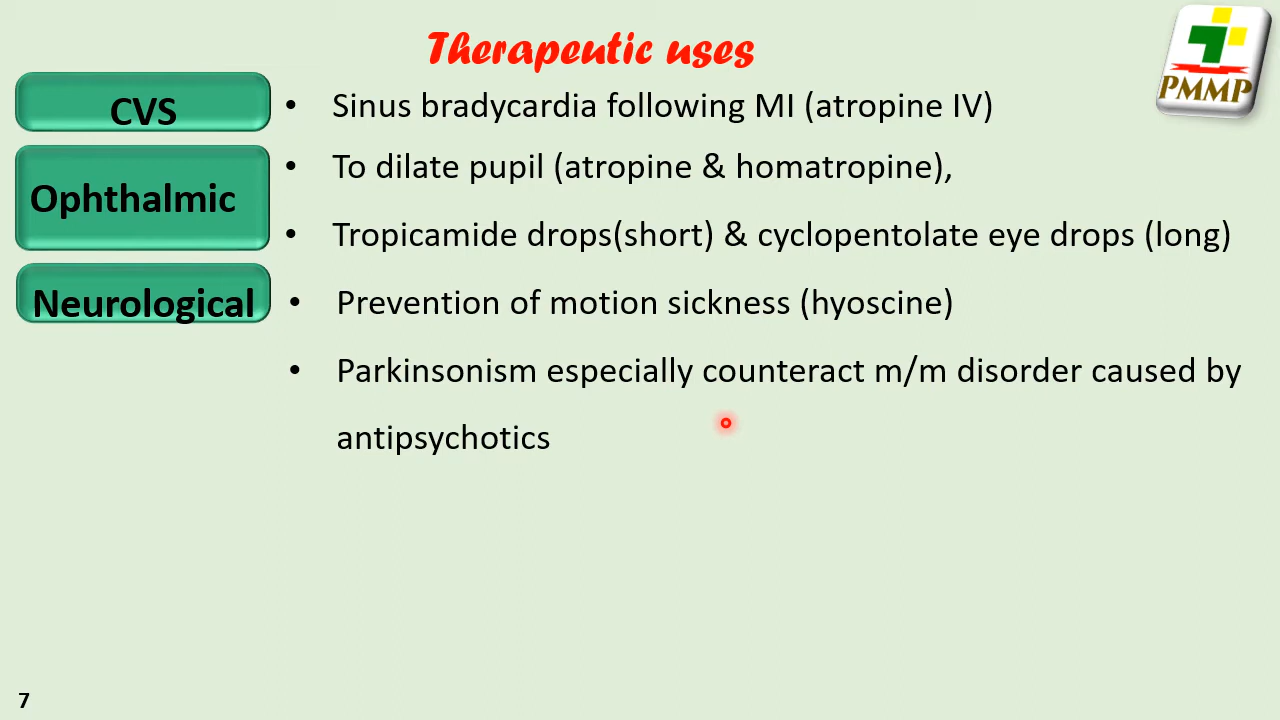 Therapeutic uses
PMMP
CVS
• Sinus bradycardia following MI (atropine IV)
Ophthalmic
• To dilate pupil (atropine & homatropine),
• Tropicamide drops(short) & cyclopentolate eye drops (long)
Neurological
• Prevention of motion sickness (hyoscine)
• Parkinsonism especially counteract m/m disorder caused by
antipsychotics
7